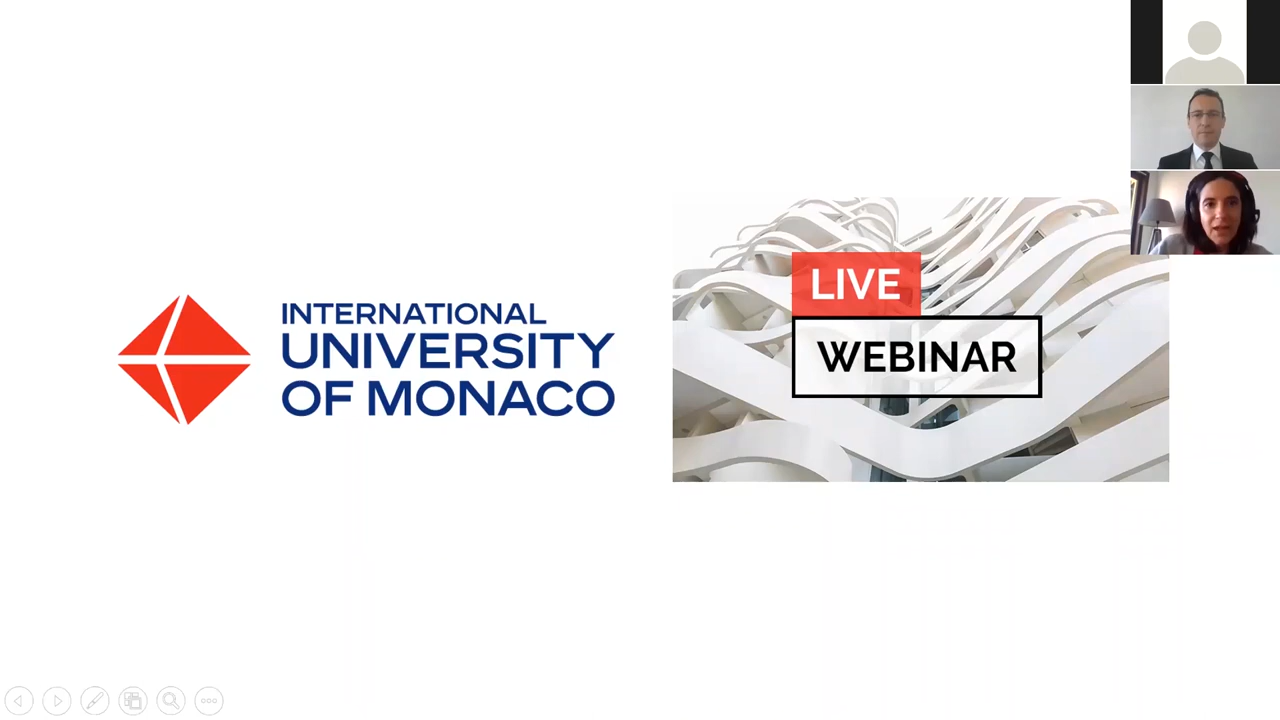 INTERNATIONAL
UNIVERSITY
OF MONACO
LIVE
WEBINAR